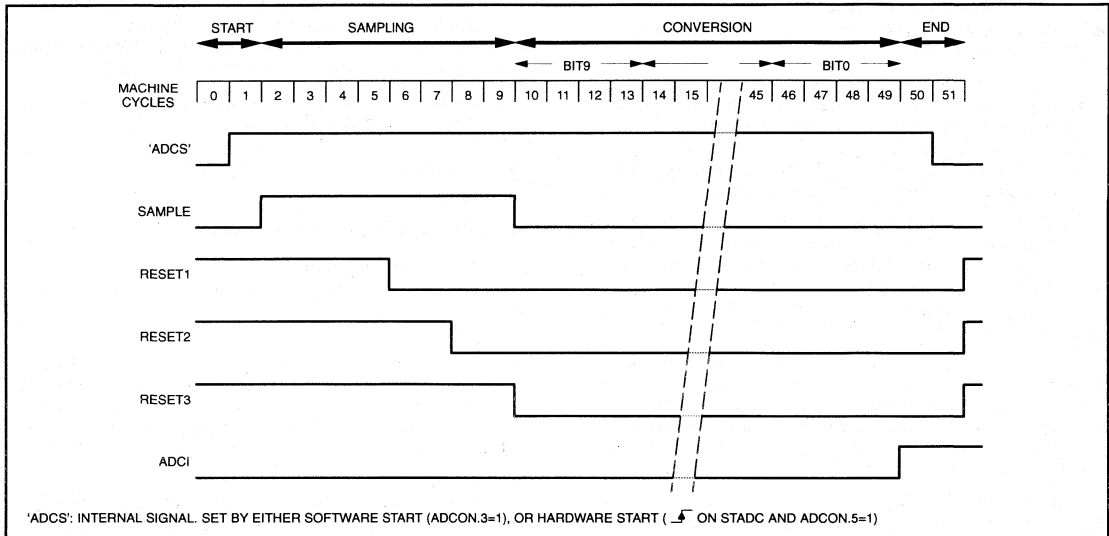 START SAMPLING CONVERSION END
BIT9 BIT0
MACHINE
CYCLES
0 1 2 3 4 5 6 7 8 9 10 11 12 13 14 15 45 46 47 48 49 50 51
'ADCS'
SAMPLE
RESET1
RESET2
RESET3
ADCI
'ADCS': INTERNAL SIGNAL. SET BY EITHER SOFTWARE START (ADCON.3=1), OR HARDWARE START ( ON STADC AND ADCON.5=1)